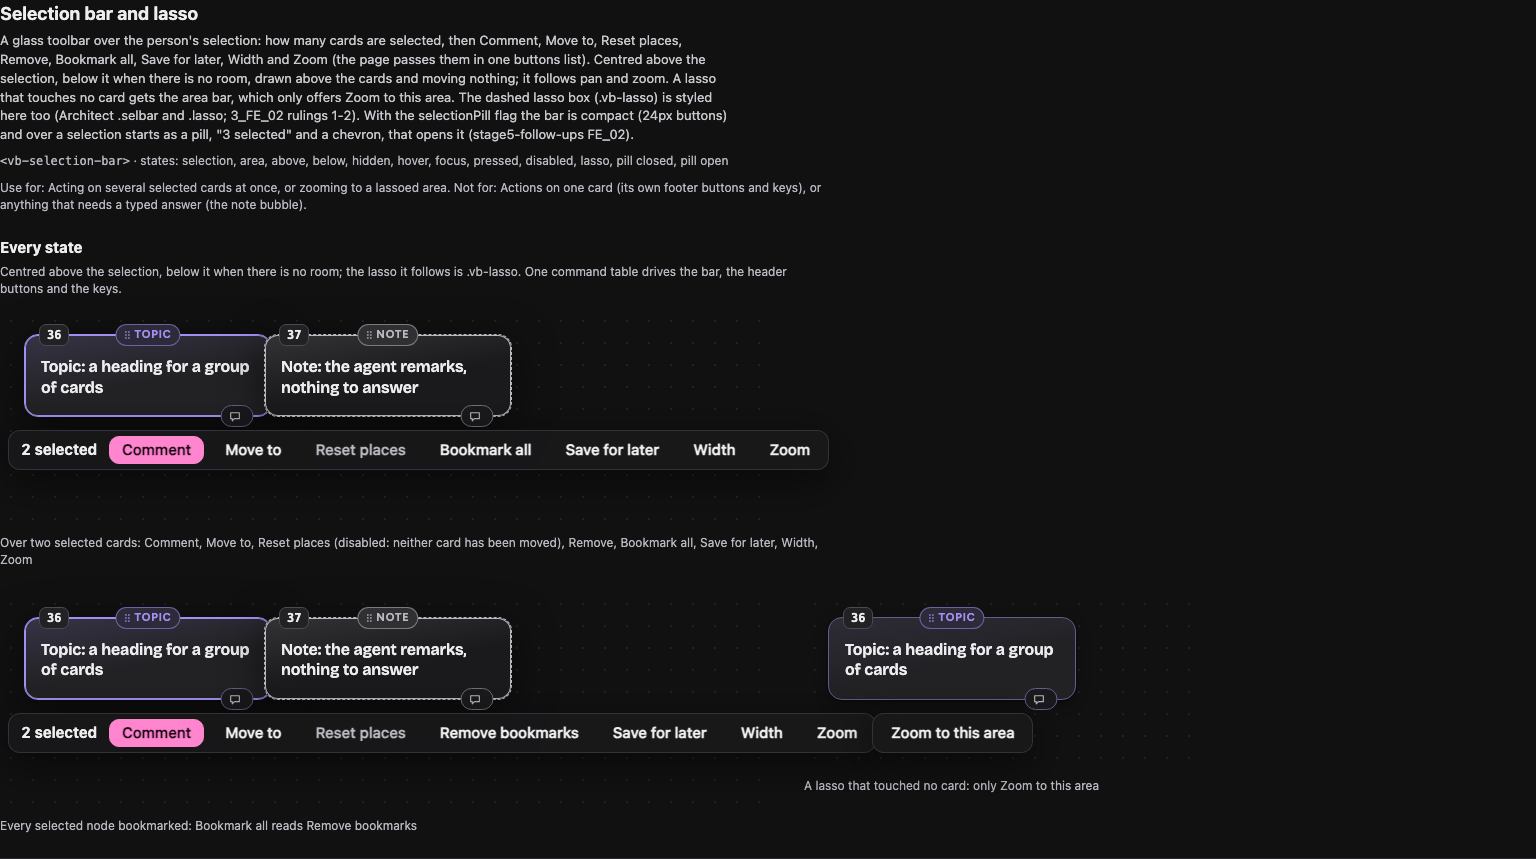 Selection bar and lasso
A glass toolbar over the person's selection: how many cards are selected, then Comment, Move to, Reset places,
Remove, Bookmark all, Save for later, Width and Zoom (the page passes them in one buttons list). Centred above the
selection, below it when there is no room, drawn above the cards and moving nothing; it follows pan and zoom. A lasso
that touches no card gets the area bar, which only offers Zoom to this area. The dashed lasso box (.vb-lasso) is styled
here too (Architect .selbar and .lasso; 3_FE_02 rulings 1-2). With the selectionPill flag the bar is compact (24px buttons)
and over a selection starts as a pill, "3 selected" and a chevron, that opens it (stage5-follow-ups FE_02).
<vb-selection-bar> · states: selection, area, above, below, hidden, hover, focus, pressed, disabled, lasso, pill closed, pill open
Use for: Acting on several selected cards at once, or zooming to a lassoed area. Not for: Actions on one card (its own footer buttons and keys), or
anything that needs a typed answer (the note bubble).
Every state
Centred above the selection, below it when there is no room; the lasso it follows is .vb-lasso. One command table drives the bar, the header
buttons and the keys.
36 TOPIC 37 NOTE
Topic: a heading for a group
of cards
Note: the agent remarks,
nothing to answer
2 selected Comment Move to Reset places Bookmark all Save for later Width Zoom
Over two selected cards: Comment, Move to, Reset places (disabled: neither card has been moved), Remove, Bookmark all, Save for later, Width,
Zoom
36 TOPIC 37 NOTE 36 TOPIC
Topic: a heading for a group
of cards
Note: the agent remarks,
nothing to answer
Topic: a heading for a group
of cards
2 selected Comment Move to Reset places Remove bookmarks Save for later Width Zoom Zoom to this area
A lasso that touched no card: only Zoom to this area
Every selected node bookmarked: Bookmark all reads Remove bookmarks